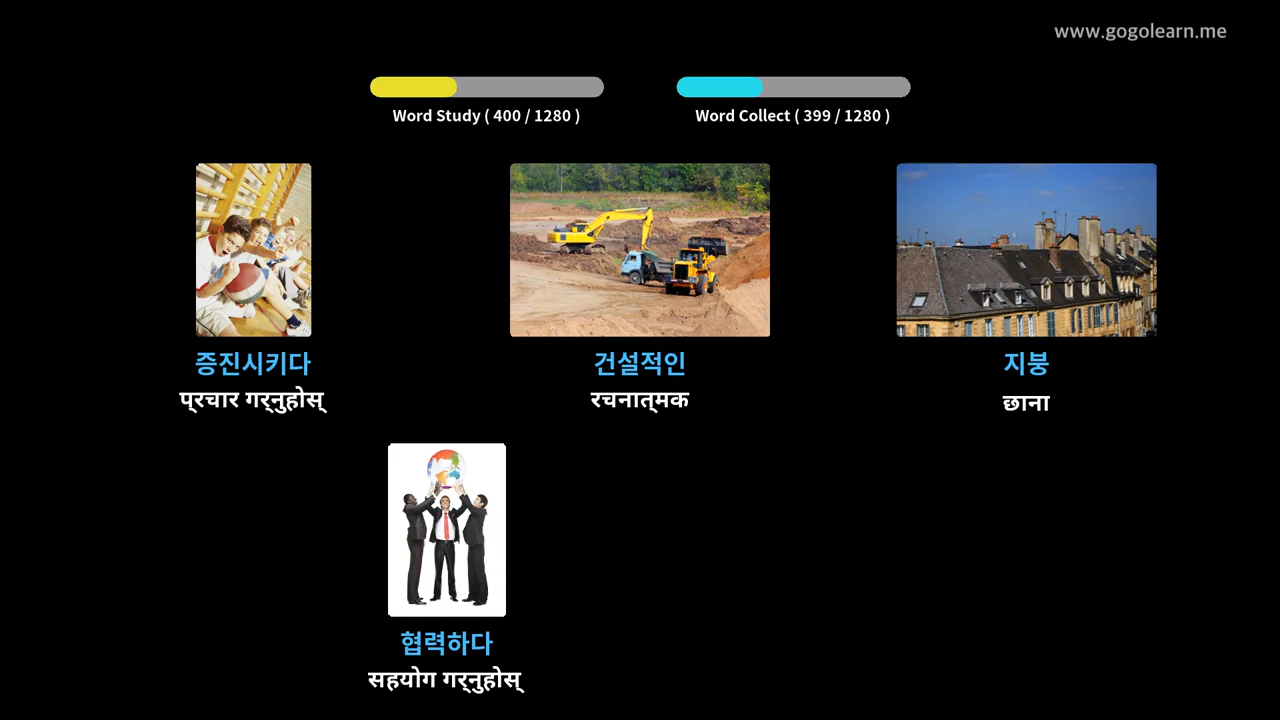 www.gogolearn.me
Word Study ( 400 / 1280 )
Word Collect ( 399 / 1280 )
증진시키다
प्रचार गर्नुहोस्
건설적인
रचनात्मक
지붕
छाना
협력하다
सहयोग गर्नुहोस्